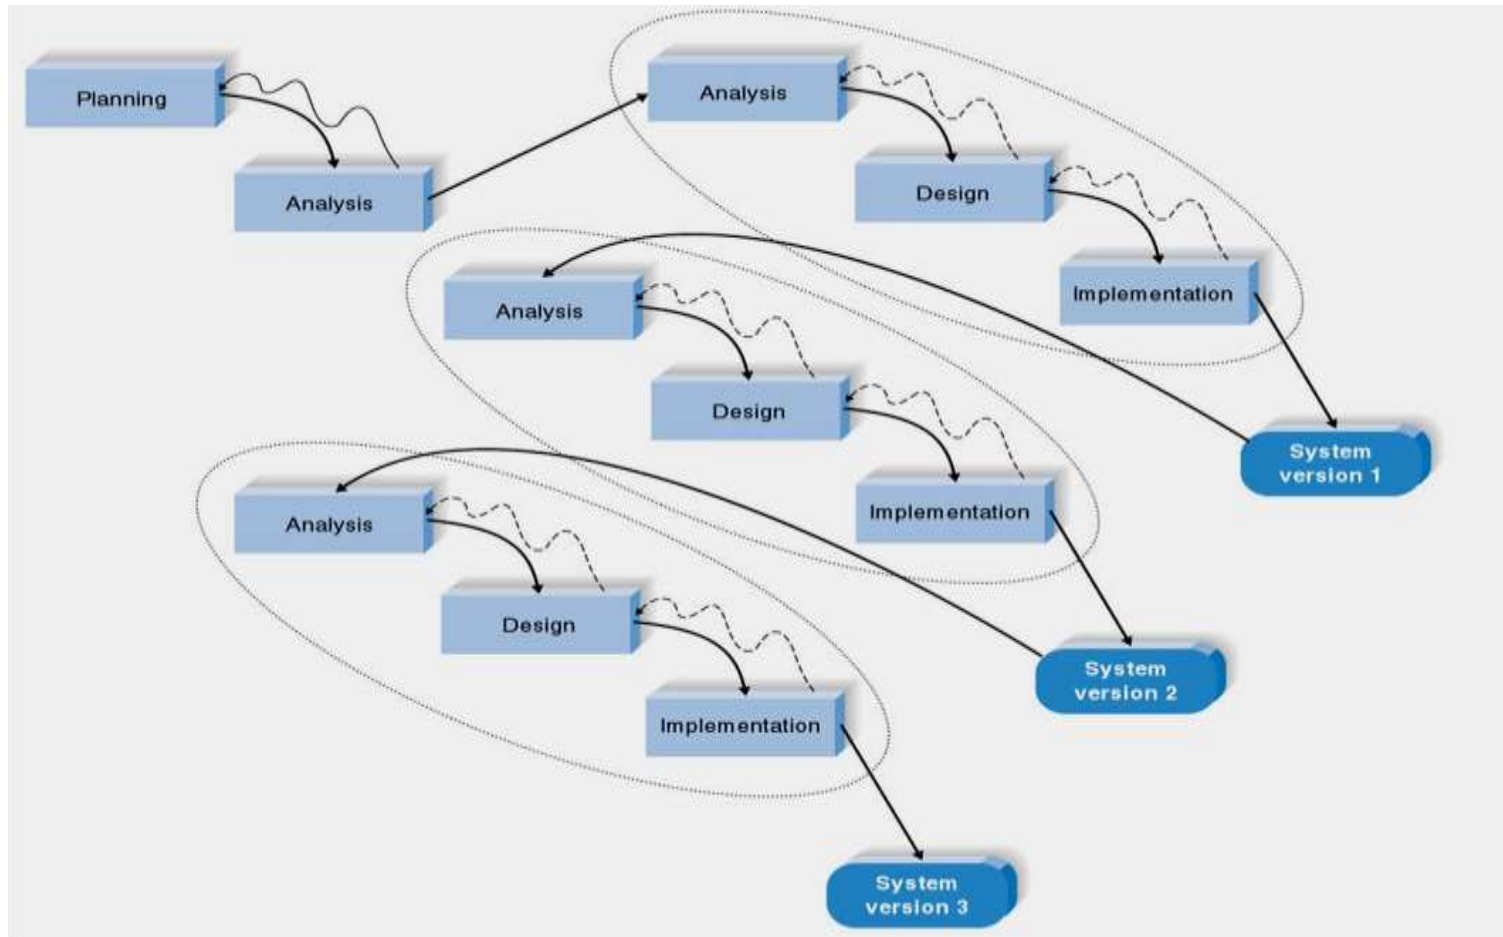 Planning
Analysis
Analysis
Design
Implementation
System
version 1
Analysis
Design
Implementation
System
version 2
Analysis
Design
Implementation
System
version 3